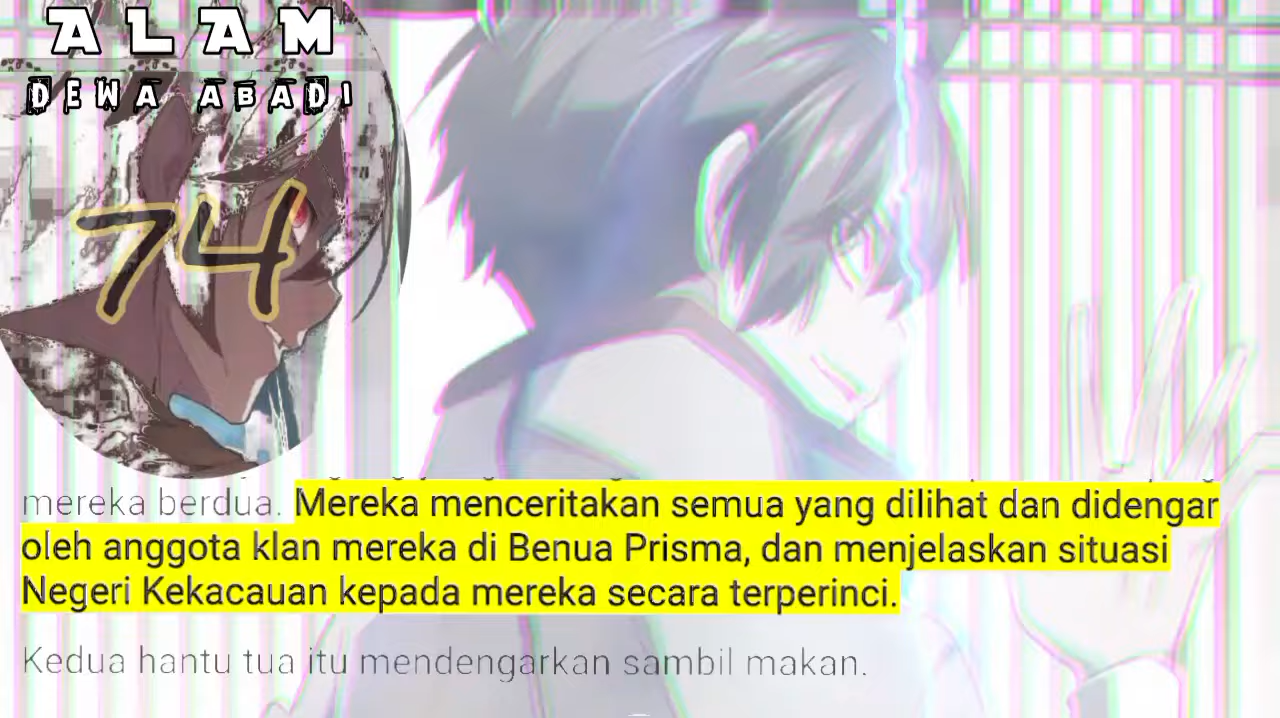 ALAM
DEWA ABADI
74
mereka berdua. Mereka menceritakan semua yang dilihat dan didengar
oleh anggota klan mereka di Benua Prisma, dan menjelaskan situasi
Negeri Kekacauan kepada mereka secara terperinci.
Kedua hantu tua itu mendengarkan sambil makan.